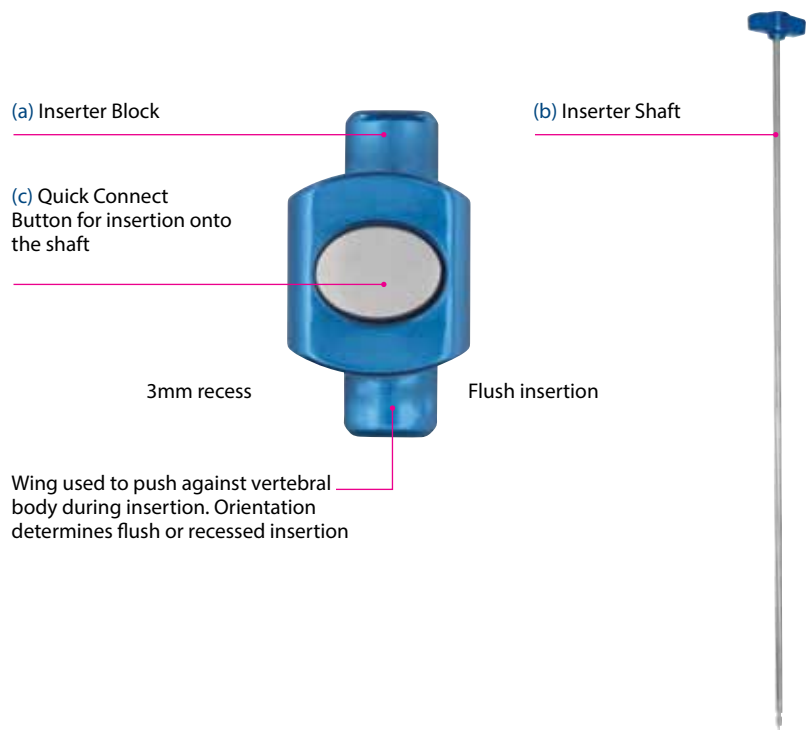 (a) Inserter Block
(b) Inserter Shaft
(c) Quick Connect
Button for insertion onto
the shaft
3mm recess
Flush insertion
Wing used to push against vertebral
body during insertion. Orientation
determines flush or recessed insertion